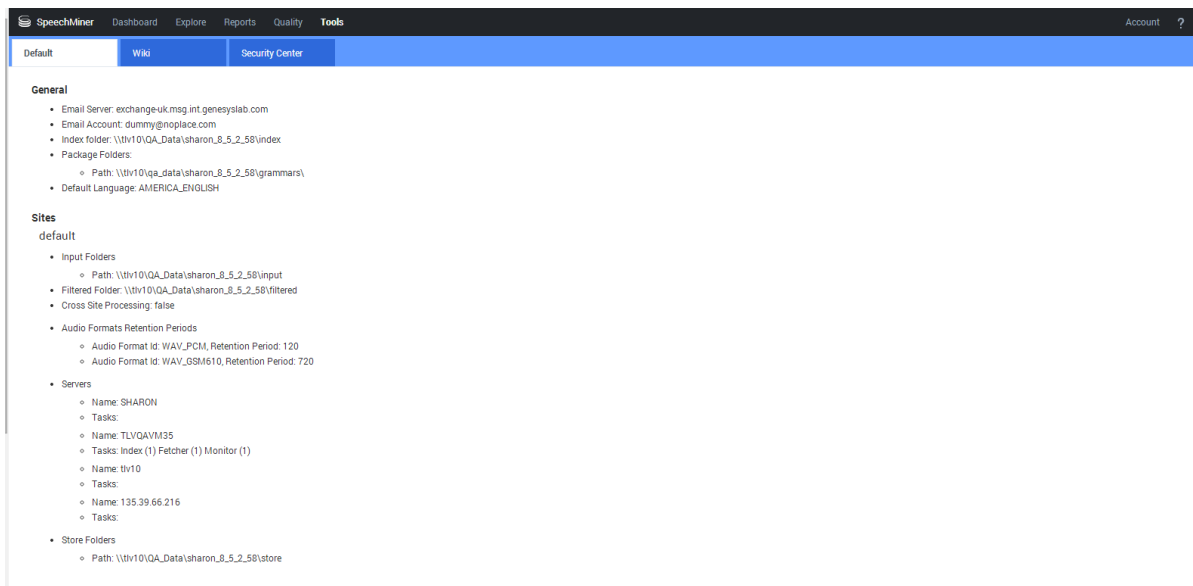 SpeechMiner Dashboard Explore Reports Quality Tools Account ?
Default Wiki Security Center
General
Email Server: exchange-uk.msg.int.genesyslab.com
Email Account: dummy@noplace.com
Index folder: \\tlv10\QA_Data\sharon_8_5_2_58\index
Package Folders:
Path: \\tlv10\qa_data\sharon_8_5_2_58\grammars\
Default Language: AMERICA_ENGLISH
Sites
default
Input Folders
Path: \\tlv10\QA_Data\sharon_8_5_2_58\input
Filtered Folder: \\tlv10\QA_Data\sharon_8_5_2_58\filtered
Cross Site Processing: false
Audio Formats Retention Periods
Audio Format Id: WAV_PCM, Retention Period: 120
Audio Format Id: WAV_GSM610, Retention Period: 720
Servers
Name: SHARON
Tasks:
Name: TLVQAVM35
Tasks: Index (1) Fetcher (1) Monitor (1)
Name: tlv10
Tasks:
Name: 135.39.66.216
Tasks:
Store Folders
Path: \\tlv10\QA_Data\sharon_8_5_2_58\store